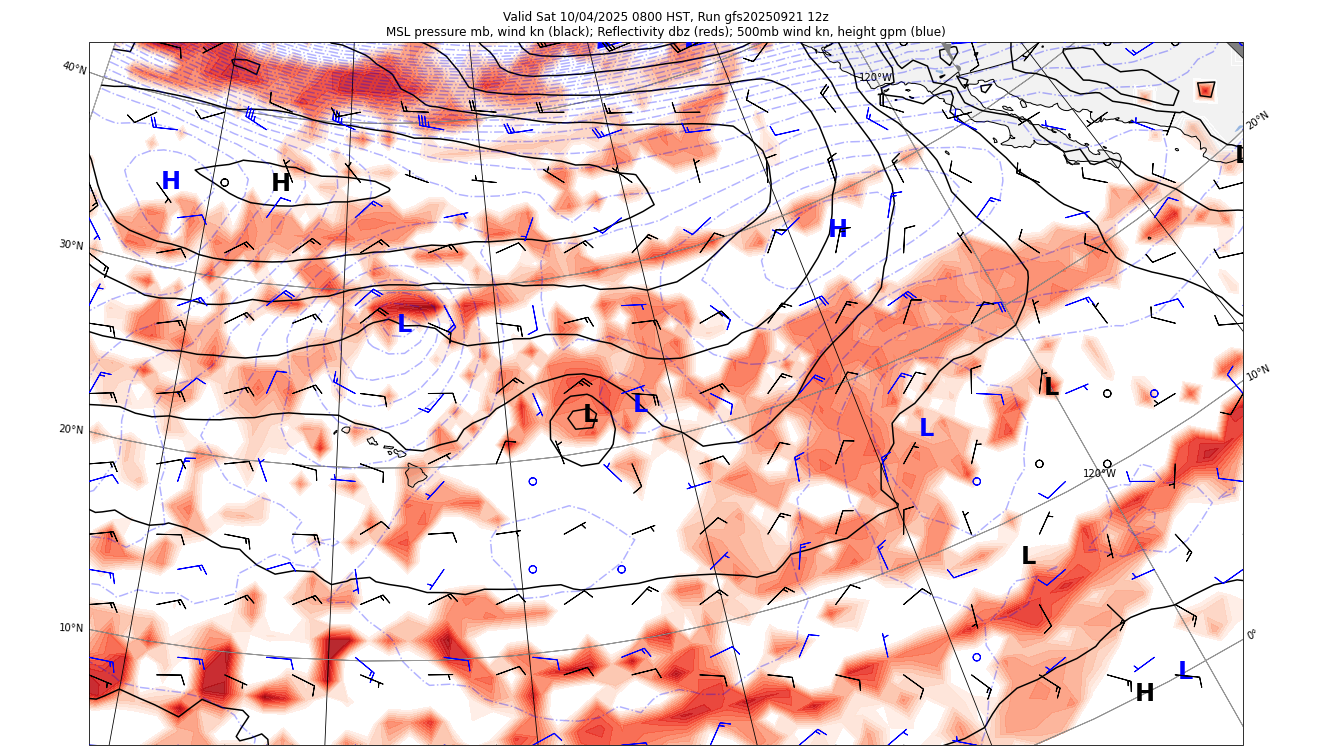 Valid Sat 10/04/2025 0800 HST, Run gfs20250921 12z
MSL pressure mb, wind kn (black); Reflectivity dbz (reds); 500mb wind kn, height gpm (blue)
40°N
120°W
20°N
L
H
H
H
30°N
L
10°N
L
L
L
L
20°N
120°W
L
10°N
0°
L
H